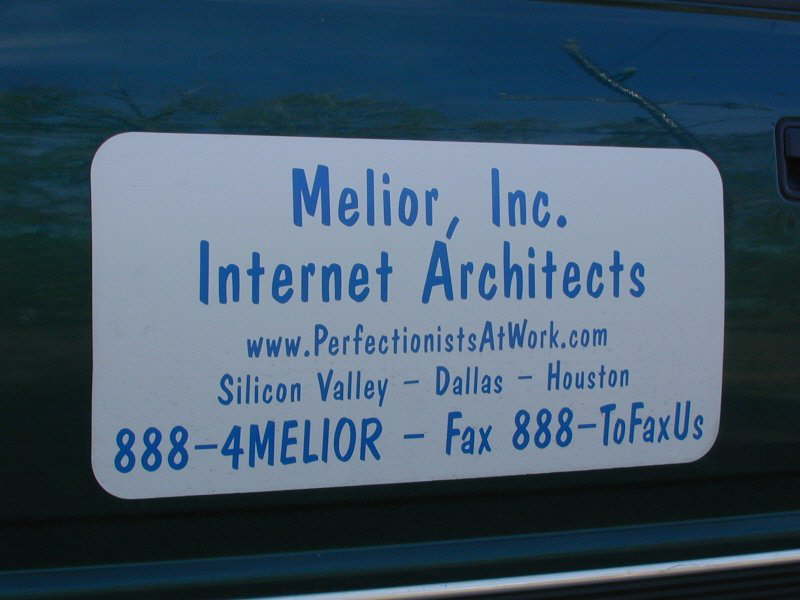 Melior, Inc.
Internet Architects
www.PerfectionistsAtWork.com
Silicon Valley - Dallas - Houston
888-4MELIOR - Fax 888-ToFaxUs